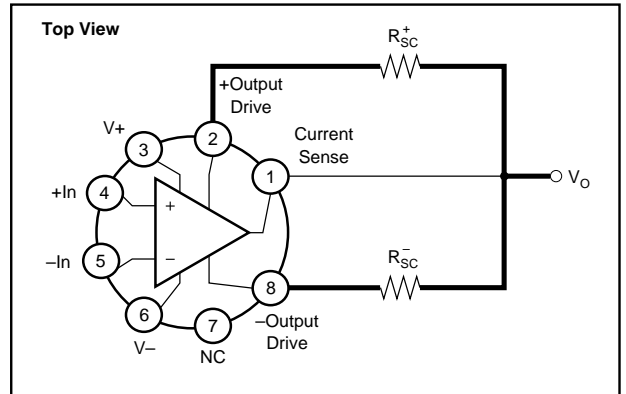 Top View
R+SC
+Output
Drive
V+
3
2
Current
Sense
1
+In
4
+
VO
–In
5
–
R–SC
8
6
7
–Output
Drive
V–
NC